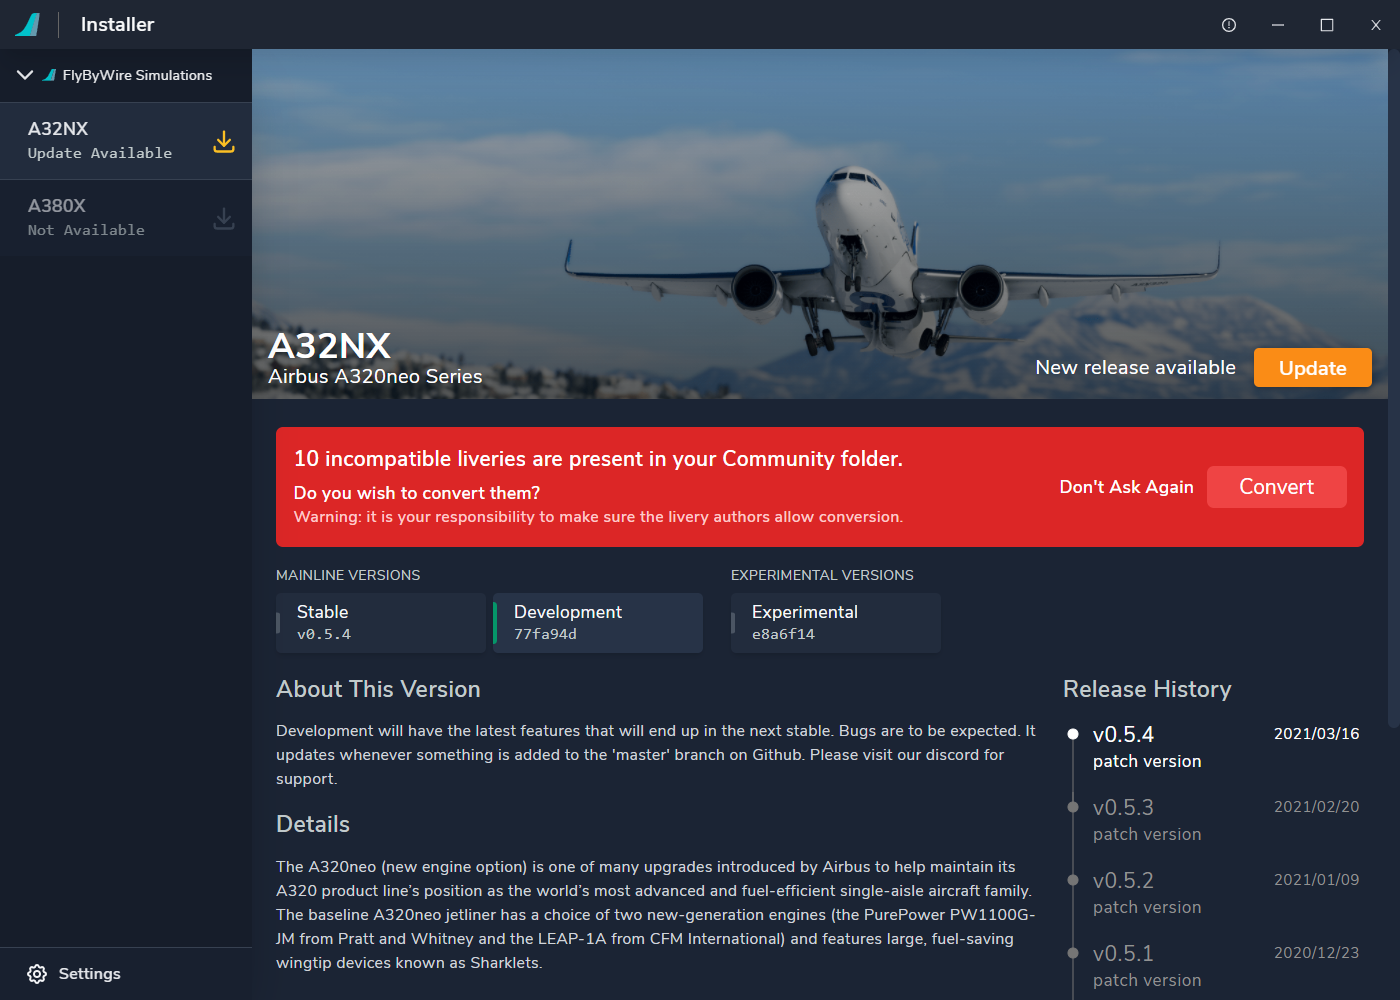 Installer
X
FlyByWire Simulations
A32NX
Update Available
A380X
Not Available
Settings
A32NX
Airbus A320neo Series
New release available
Update
10 incompatible liveries are present in your Community folder.
Do you wish to convert them?
Warning: it is your responsibility to make sure the livery authors allow conversion.
Don't Ask Again
Convert
MAINLINE VERSIONS
Stable
v0.5.4
Development
77fa94d
EXPERIMENTAL VERSIONS
Experimental
e8a6f14
About This Version
Development will have the latest features that will end up in the next stable. Bugs are to be expected. It
updates whenever something is added to the 'master' branch on Github. Please visit our discord for
support.
Details
The A320neo (new engine option) is one of many upgrades introduced by Airbus to help maintain its
A320 product line’s position as the world’s most advanced and fuel-efficient single-aisle aircraft family.
The baseline A320neo jetliner has a choice of two new-generation engines (the PurePower PW1100G-
JM from Pratt and Whitney and the LEAP-1A from CFM International) and features large, fuel-saving
wingtip devices known as Sharklets.
Release History
v0.5.4 2021/03/16
patch version
v0.5.3 2021/02/20
patch version
v0.5.2 2021/01/09
patch version
v0.5.1 2020/12/23
patch version